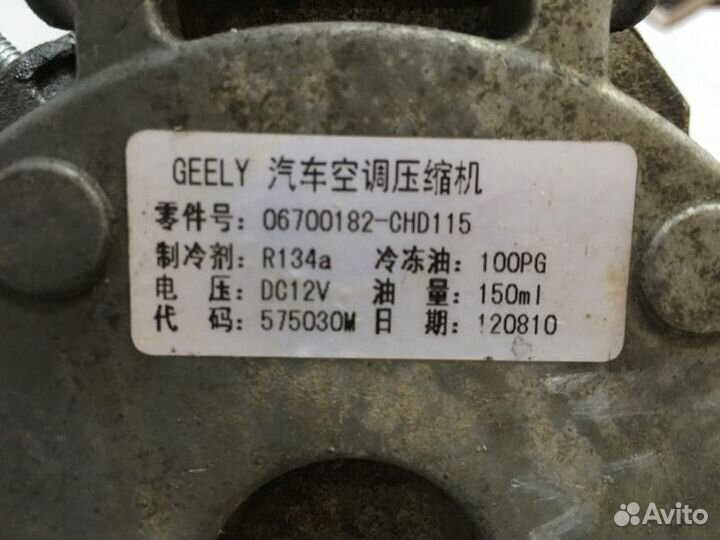 GEELY 汽车空调压缩机
零件号: 06700182-CHD115
制冷剂: R134a 冷冻油: 100PG
电 压: DC12V 油 量: 150ml
代 码: 575030M 日 期: 120810
Avito